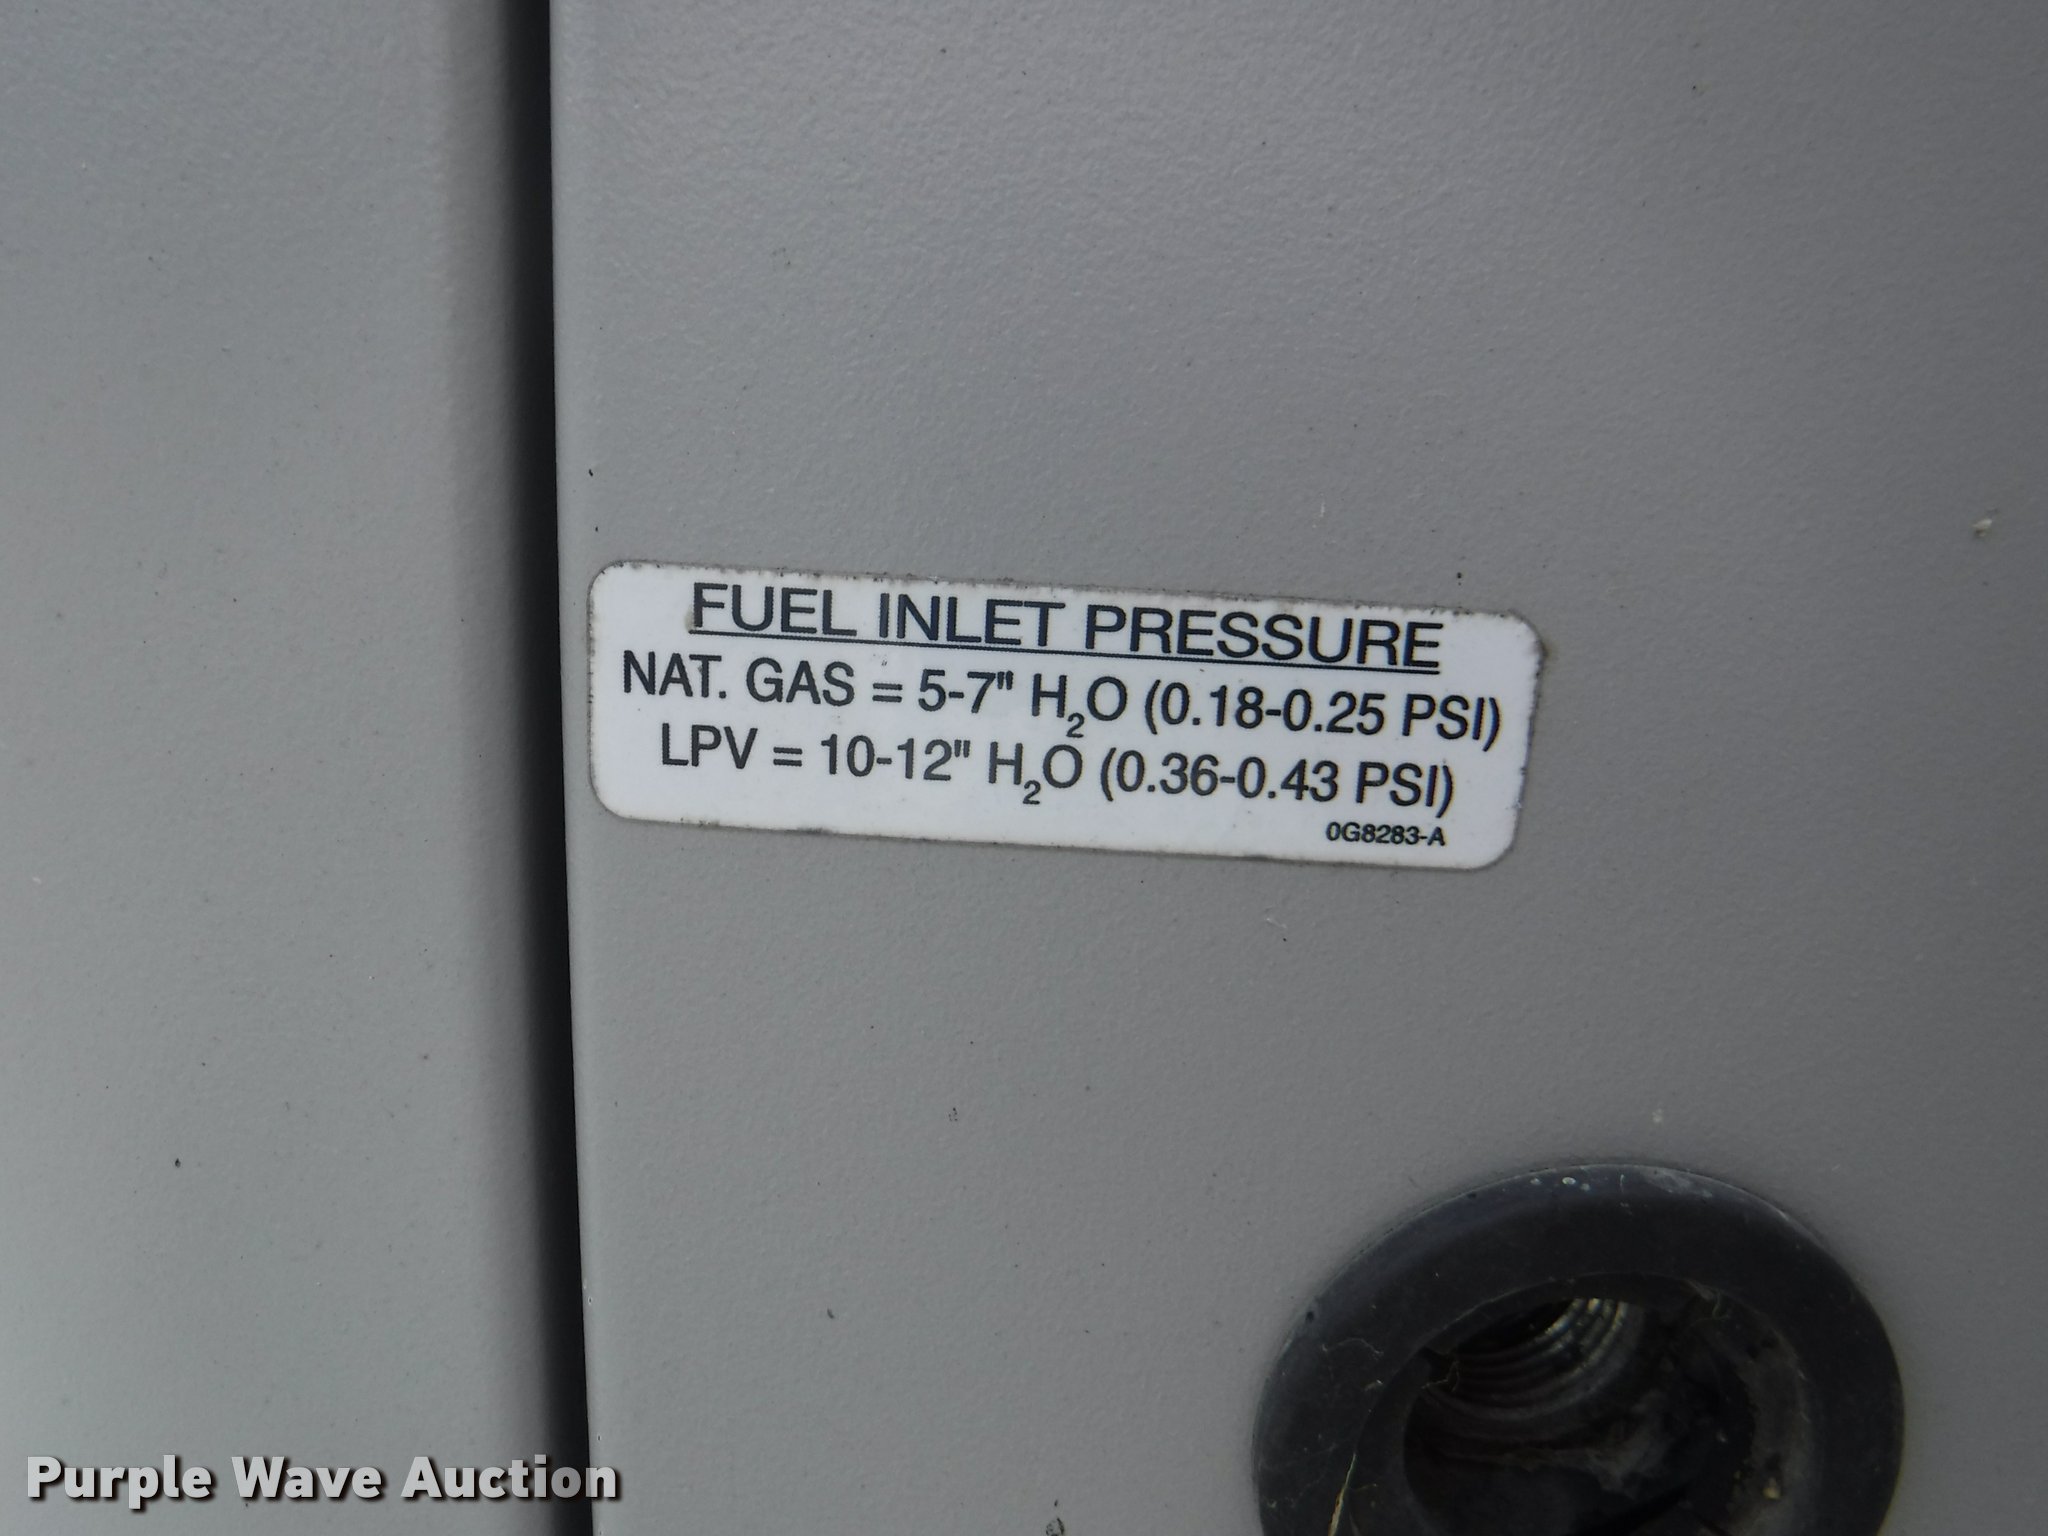 FUEL INLET PRESSURE
NAT. GAS = 5-7" H₂O (0.18-0.25 PSI)
LPV = 10-12" H₂O (0.36-0.43 PSI)
0G8283-A
Purple Wave Auction